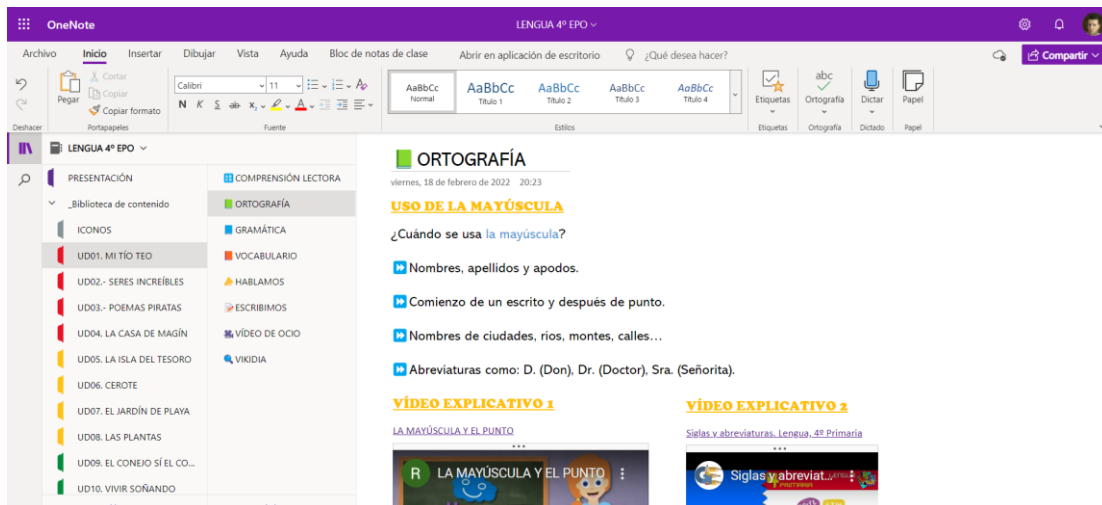 OneNote
LENGUA 4º EPO
Archivo Inicio Insertar Dibujar Vista Ayuda Bloc de notas de clase Abrir en aplicación de escritorio ¿Qué desea hacer? Compartir
Pegar
Cortar
Copiar
Copiar formato
Calibri 11
N K S ab x,
A
AaBbCc
Normal
AaBbCc
Título 1
AaBbCc
Título 2
AaBbCc
Título 3
AaBbCc
Título 4
Etiquetas
abc
Ortografía
Dictar
Papel
Deshacer Portapapeles Fuente Estilos Etiquetas Ortografía Dictado Papel
LENGUA 4º EPO
PRESENTACIÓN
_Biblioteca de contenido
ICONOS
UD01. MI TÍO TEO
UD02.- SERES INCREÍBLES
UD03.- POEMAS PIRATAS
UD04. LA CASA DE MAGÍN
UD05. LA ISLA DEL TESORO
UD06. CEROTE
UD07. EL JARDÍN DE PLAYA
UD08. LAS PLANTAS
UD09. EL CONEJO SÍ EL CO...
UD10. VIVIR SOÑANDO
COMPRENSIÓN LECTORA
ORTOGRAFÍA
GRAMÁTICA
VOCABULARIO
HABLAMOS
ESCRIBIMOS
VÍDEO DE OCIO
VIKIDIA
ORTOGRAFÍA
viernes, 18 de febrero de 2022 20:23
USO DE LA MAYÚSCULA
¿Cuándo se usa la mayúscula?
Nombres, apellidos y apodos.
Comienzo de un escrito y después de punto.
Nombres de ciudades, rios, montes, calles...
Abreviaturas como: D. (Don), Dr. (Doctor), Sra. (Señorita).
VÍDEO EXPLICATIVO 1
LA MAYÚSCULA Y EL PUNTO
R LA MAYÚSCULA Y EL PUNTO
VÍDEO EXPLICATIVO 2
Siglas y abreviaturas. Lengua, 4º Primaria
Siglas y abreviat...